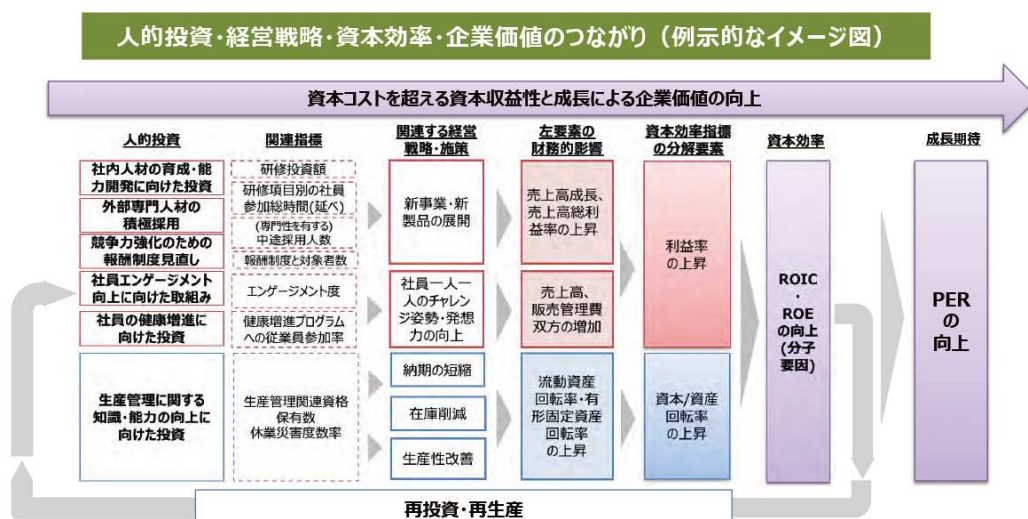 人的投資・経営戦略・資本効率・企業価値のつながり（例示的なイメージ図）
資本コストを超える資本収益性と成長による企業価値の向上
人的投資
社内人材の育成・能
力開発に向けた投資
外部専門人材の
積極採用
競争力強化のための
報酬制度見直し
社員エンゲージメント
向上に向けた取組み
社員の健康増進に
向けた投資
生産管理に関する
知識・能力の向上に
向けた投資
関連指標
研修投資額
研修項目別の社員
参加総時間(延べ)
(専門性を有する)
中途採用人数
報酬制度と対象者数
エンゲージメント度
健康増進プログラム
への従業員参加率
生産管理関連資格
保有数
休業災害度数率
関連する経営
戦略・施策
新事業・新
製品の展開
社員一人一
人のチャレン
ジ姿勢・発想
力の向上
納期の短縮
在庫削減
生産性改善
左要素の
財務的影響
売上高成長、
売上高総利
益率の上昇
売上高、
販売管理費
双方の増加
流動資産
回転率・有
形固定資産
回転率
の上昇
資本効率指標
の分解要素
利益率
の上昇
資本/資産
回転率
の上昇
資本効率
ROIC
・
ROE
の向上
(分子
要因)
成長期待
PER
の
向上
再投資・再生産